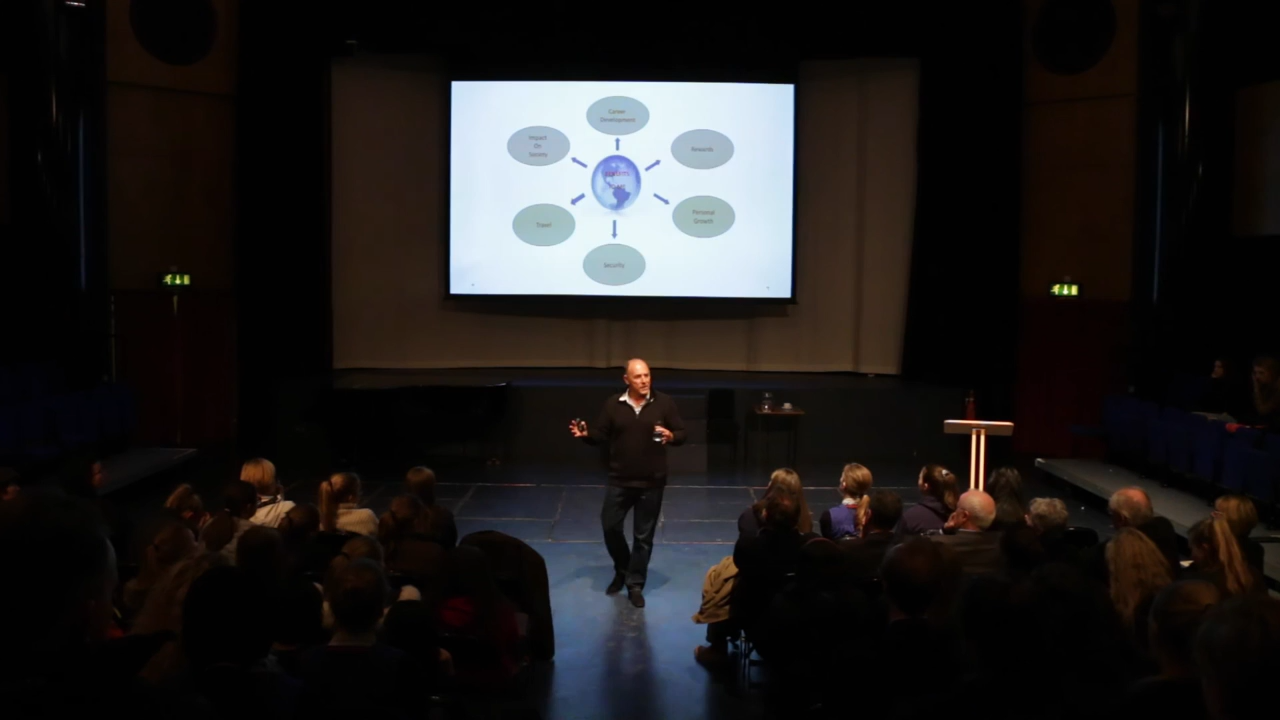 Career
Development
Impact
On
Society
Rewards
Personal
Growth
Travel
Security